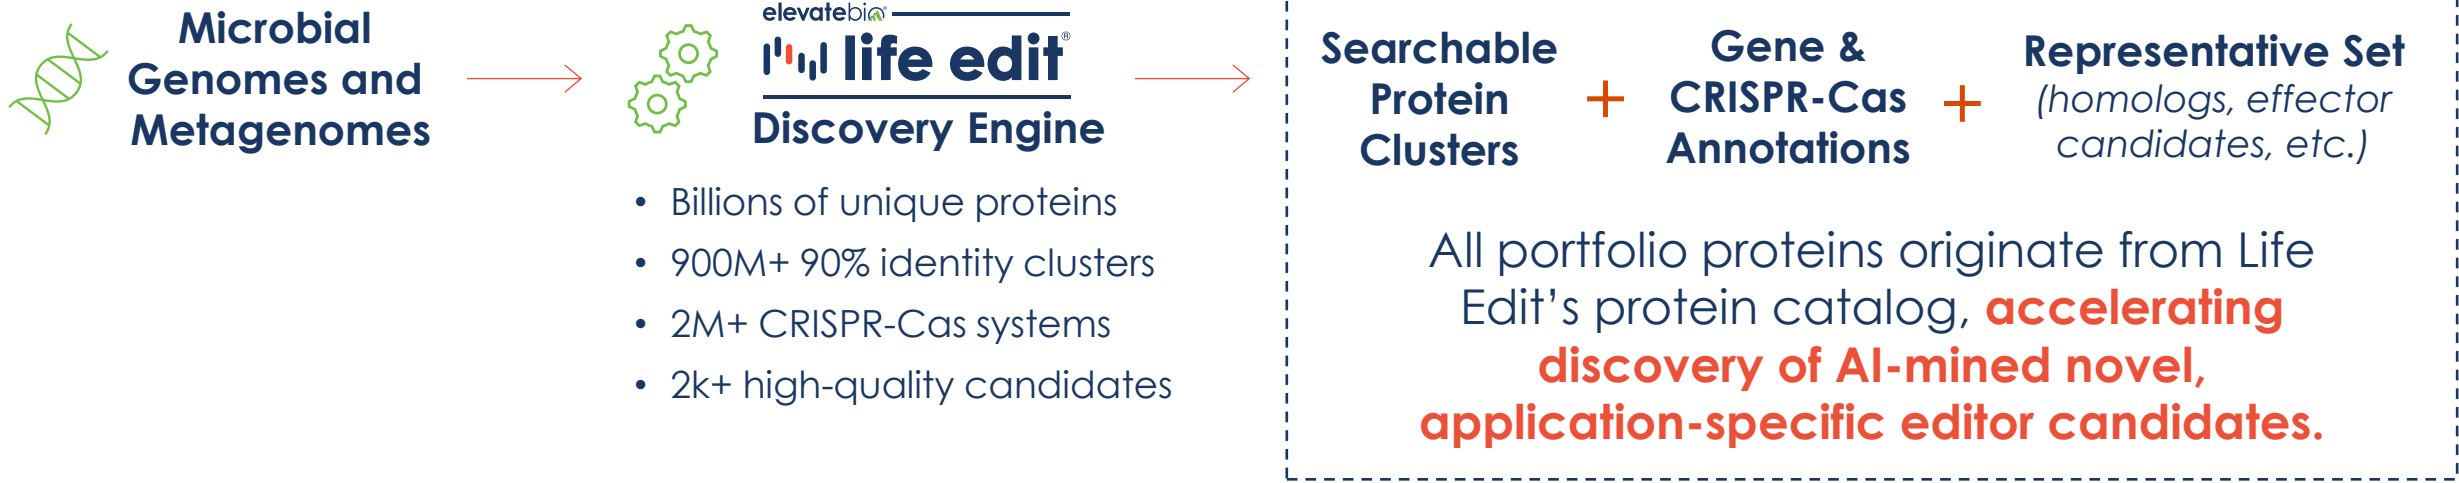 Microbial
Genomes and
Metagenomes
elevatebio®
life edit®
Discovery Engine
• Billions of unique proteins
• 900M+ 90% identity clusters
• 2M+ CRISPR-Cas systems
• 2k+ high-quality candidates
Searchable
Protein
Clusters
+
Gene &
CRISPR-Cas
Annotations
+
Representative Set
(homologs, effector
candidates, etc.)
All portfolio proteins originate from Life
Edit’s protein catalog, accelerating
discovery of AI-mined novel,
application-specific editor candidates.